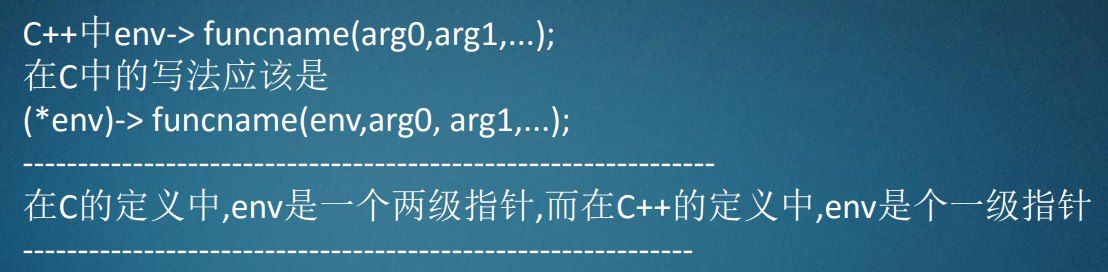 C++中env-> funcname(arg0,arg1,...);
在C中的写法应该是
(*env)-> funcname(env,arg0, arg1,...);
---------------------------------------------------------------
在C的定义中,env是一个两级指针,而在C++的定义中,env是个一级指针
-------------------------------------------------------------